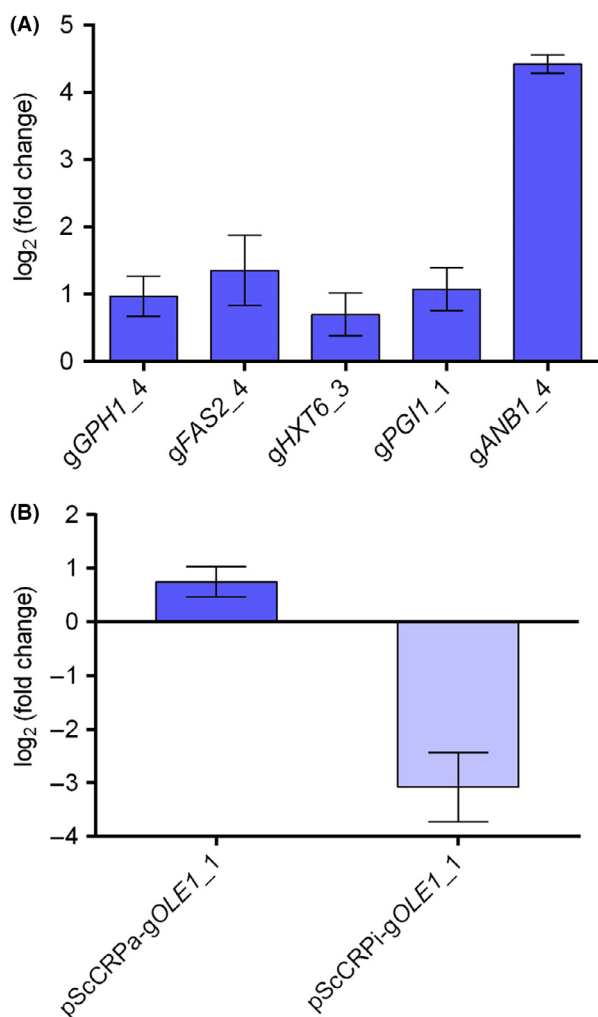 (A)
log₂ (fold change)
5
4
3
2
1
0
gGPH1_4
gFAS2_4
gHXT6_3
gPGI1_1
gANB1_4
(B)
log₂ (fold change)
2
1
0
–1
–2
–3
–4
pScCRPa-gOLE1_1
pScCRPi-gOLE1_1